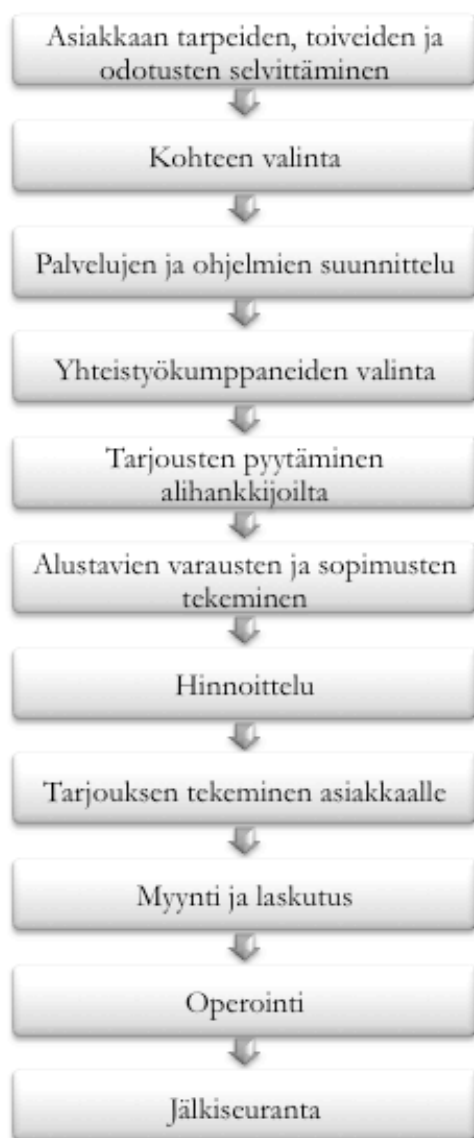 Asiakkaan tarpeiden, toiveiden ja
odotusten selvittäminen
Kohteen valinta
Palvelujen ja ohjelmien suunnittelu
Yhteistyökumppaneiden valinta
Tarjousten pyytäminen
alihankkijoilta
Alustavien varausten ja sopimusten
tekeminen
Hinnoittelu
Tarjouksen tekeminen asiakkaalle
Myynti ja laskutus
Operointi
Jälkiseuranta